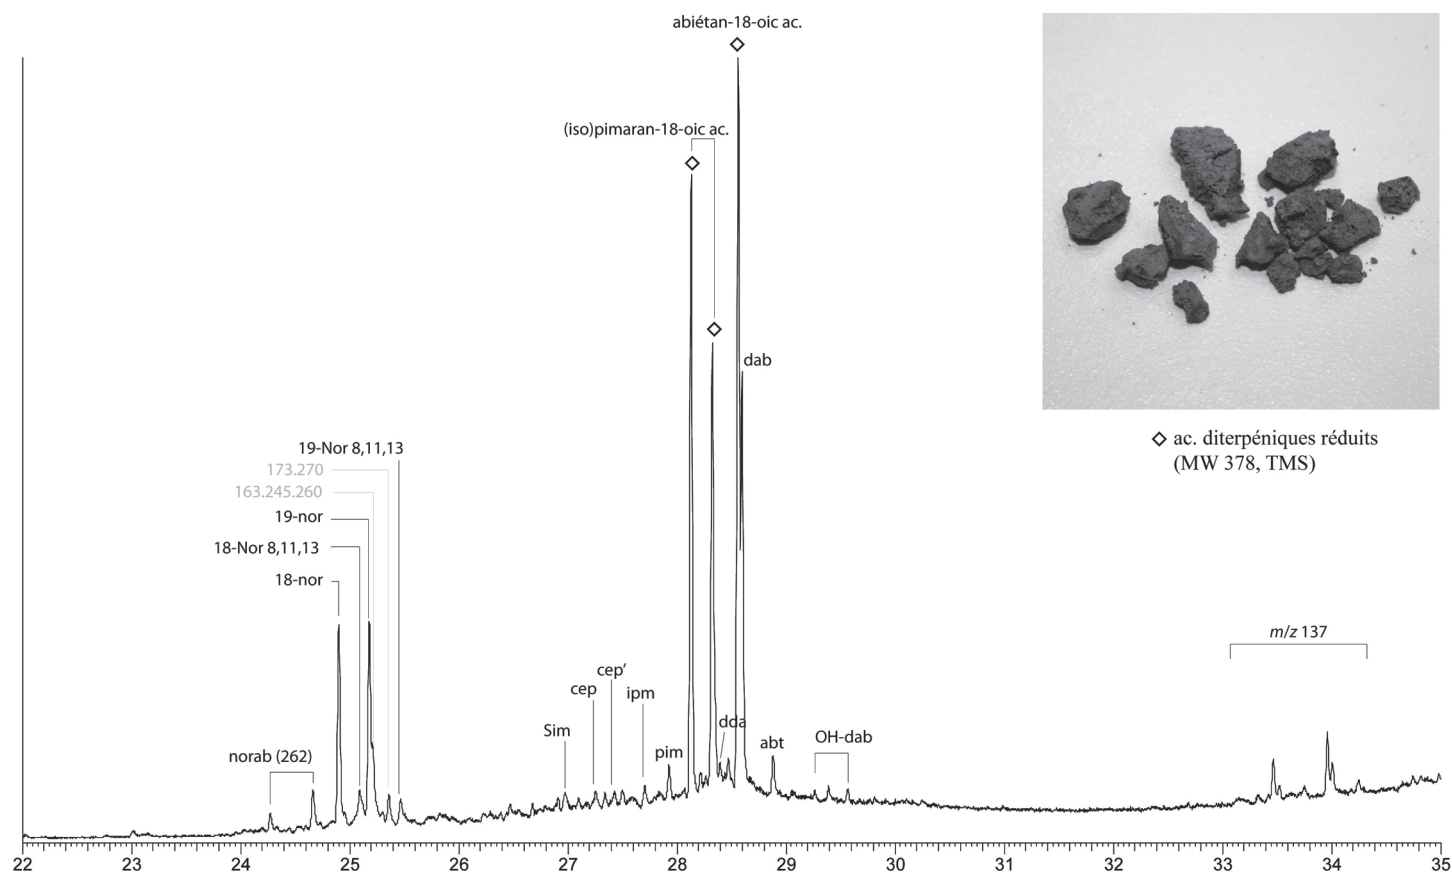 abiétan-18-oic ac.
(iso)pimaran-18-oic ac.
dab
ac. diterpéniques réduits
(MW 378, TMS)
19-Nor 8,11,13
173.270
163.245.260
19-nor
18-Nor 8,11,13
18-nor
m/z 137
cep′
cep
ipm
Sim
dda
OH-dab
abt
pim
norab (262)
22 23 24 25 26 27 28 29 30 31 32 33 34 35